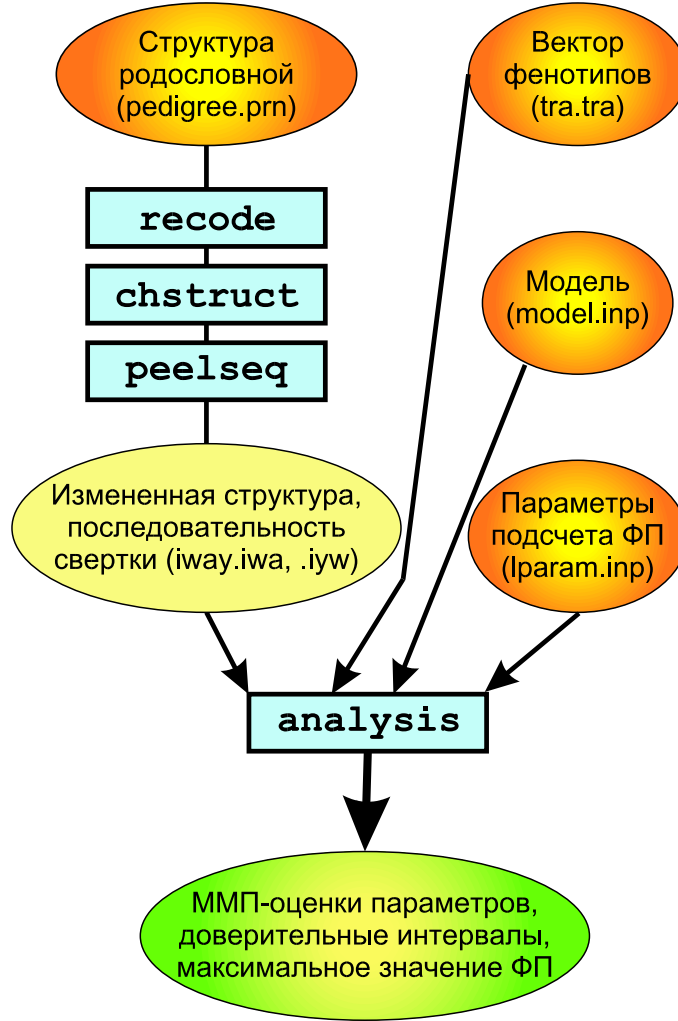 Структура
родословной
(pedigree.prn)
Вектор
фенотипов
(tra.tra)
recode
chstruct
peelseq
Модель
(model.inp)
Измененная структура,
последовательность
свертки (iway.iwa, .iyw)
Параметры
подсчета ФП
(lparam.inp)
analysis
ММП-оценки параметров,
доверительные интервалы,
максимальное значение ФП